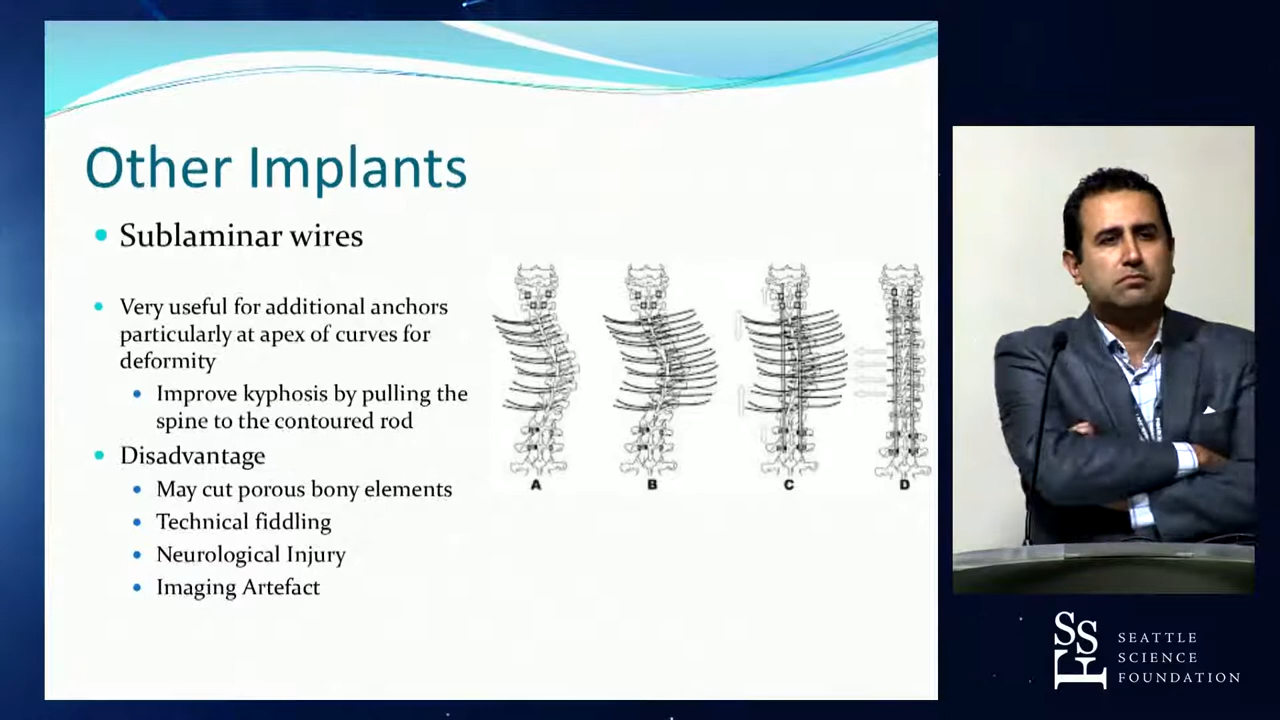 Other Implants
• Sublaminar wires
• Very useful for additional anchors
particularly at apex of curves for
deformity
• Improve kyphosis by pulling the
spine to the contoured rod
• Disadvantage
• May cut porous bony elements
• Technical fiddling
• Neurological Injury
• Imaging Artefact
A B C D
SSF
SEATTLE
SCIENCE
FOUNDATION